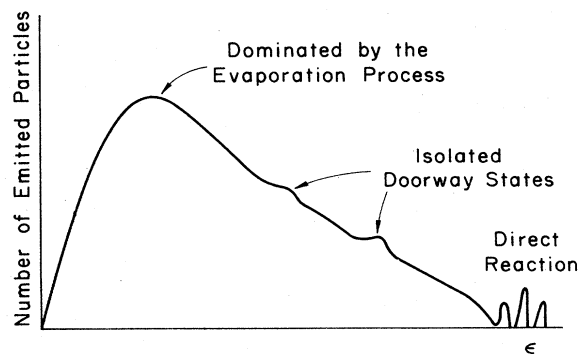 Number of Emitted Particles
Dominated by the
Evaporation Process
Isolated
Doorway States
Direct
Reaction
ϵ